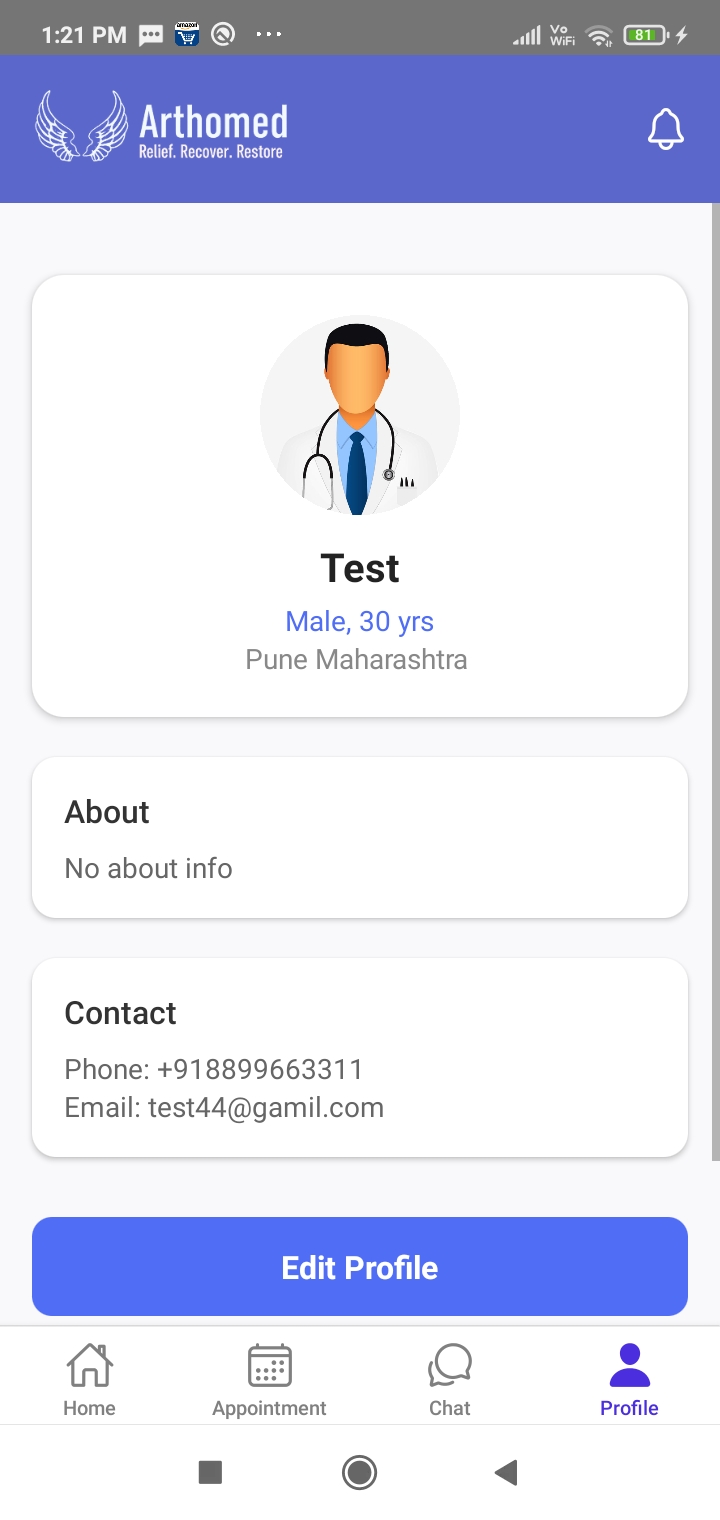 1:21 PM
Vo
WiFi
81
amazon
Arthomed
Relief. Recover. Restore
Test
Male, 30 yrs
Pune Maharashtra
About
No about info
Contact
Phone: +918899663311
Email: test44@gamil.com
Edit Profile
Home
Appointment
Chat
Profile